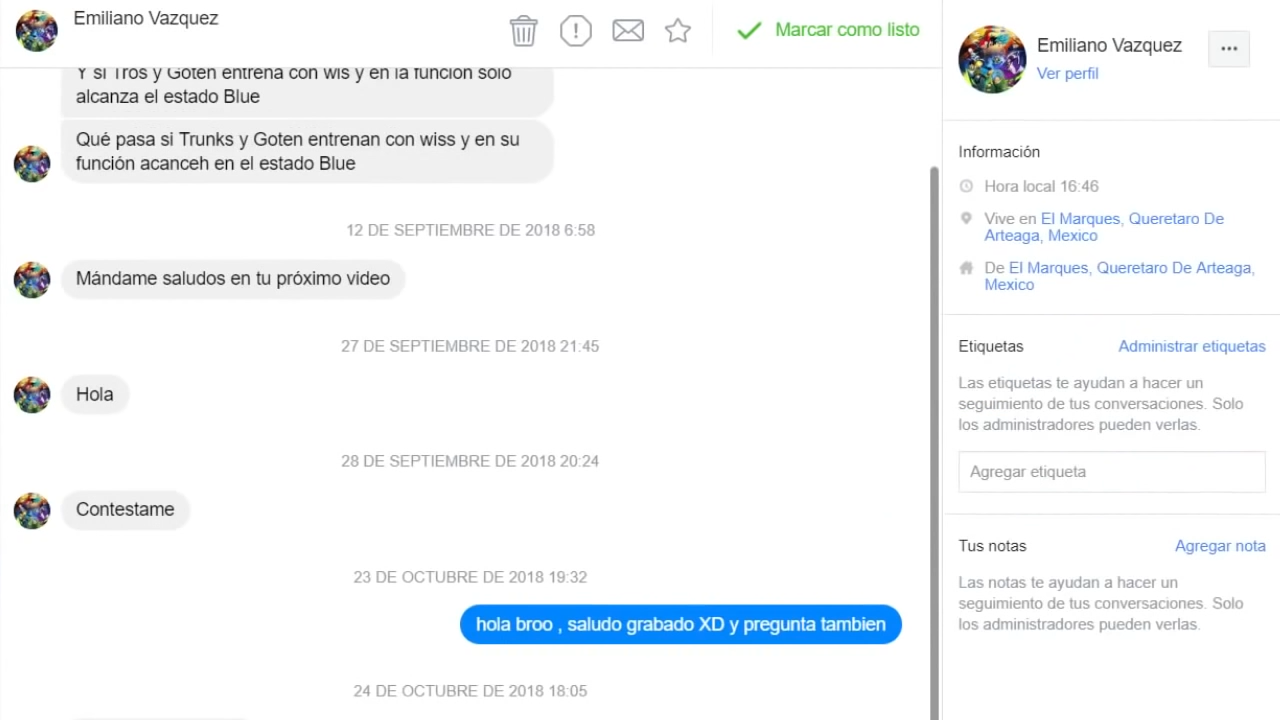 Emiliano Vazquez
Marcar como listo
Y si Tros y Goten entrena con wis y en la función solo
alcanza el estado Blue
Qué pasa si Trunks y Goten entrenan con wiss y en su
función acanceh en el estado Blue
12 DE SEPTIEMBRE DE 2018 6:58
Mándame saludos en tu próximo video
27 DE SEPTIEMBRE DE 2018 21:45
Hola
28 DE SEPTIEMBRE DE 2018 20:24
Contestame
23 DE OCTUBRE DE 2018 19:32
hola broo , saludo grabado XD y pregunta tambien
24 DE OCTUBRE DE 2018 18:05
Emiliano Vazquez
Ver perfil
Información
Hora local 16:46
Vive en El Marques, Queretaro De
Arteaga, Mexico
De El Marques, Queretaro De Arteaga,
Mexico
Etiquetas
Administrar etiquetas
Las etiquetas te ayudan a hacer un
seguimiento de tus conversaciones. Solo
los administradores pueden verlas.
Agregar etiqueta
Tus notas
Agregar nota
Las notas te ayudan a hacer un
seguimiento de tus conversaciones. Solo
los administradores pueden verlas.